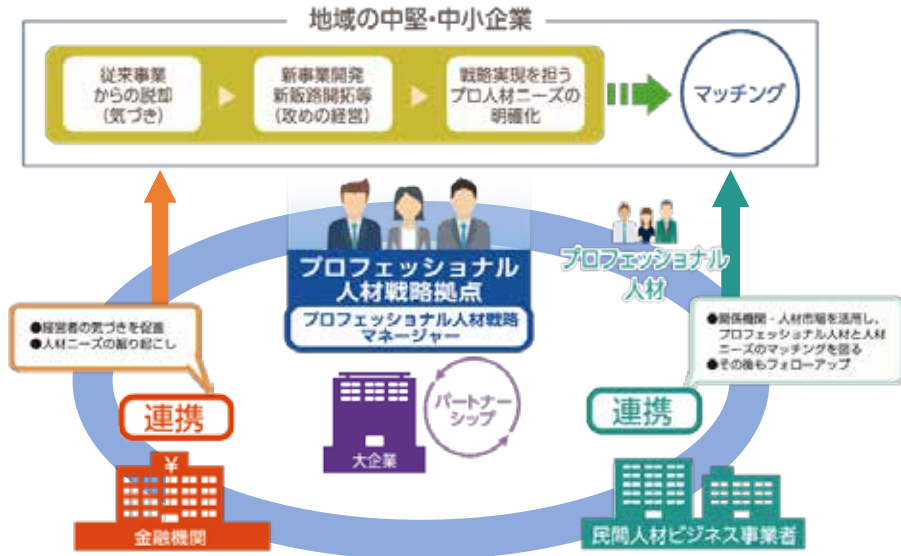 地域の中堅・中小企業
従来事業
からの脱却
(気づき)
新事業開発
新販路開拓等
(攻めの経営)
戦略実現を担う
プロ人材ニーズの
明確化
マッチング
プロフェッショナル
人材戦略拠点
プロフェッショナル人材戦略
マネージャー
プロフェッショナル
人材
●経営者の気づきを促進
●人材ニーズの掘り起こし
連携
¥
金融機関
大企業
パートナー
シップ
●関係機関・人材市場を活用し、
プロフェッショナル人材と人材
ニーズのマッチングを図る
●その後もフォローアップ
連携
民間人材ビジネス事業者